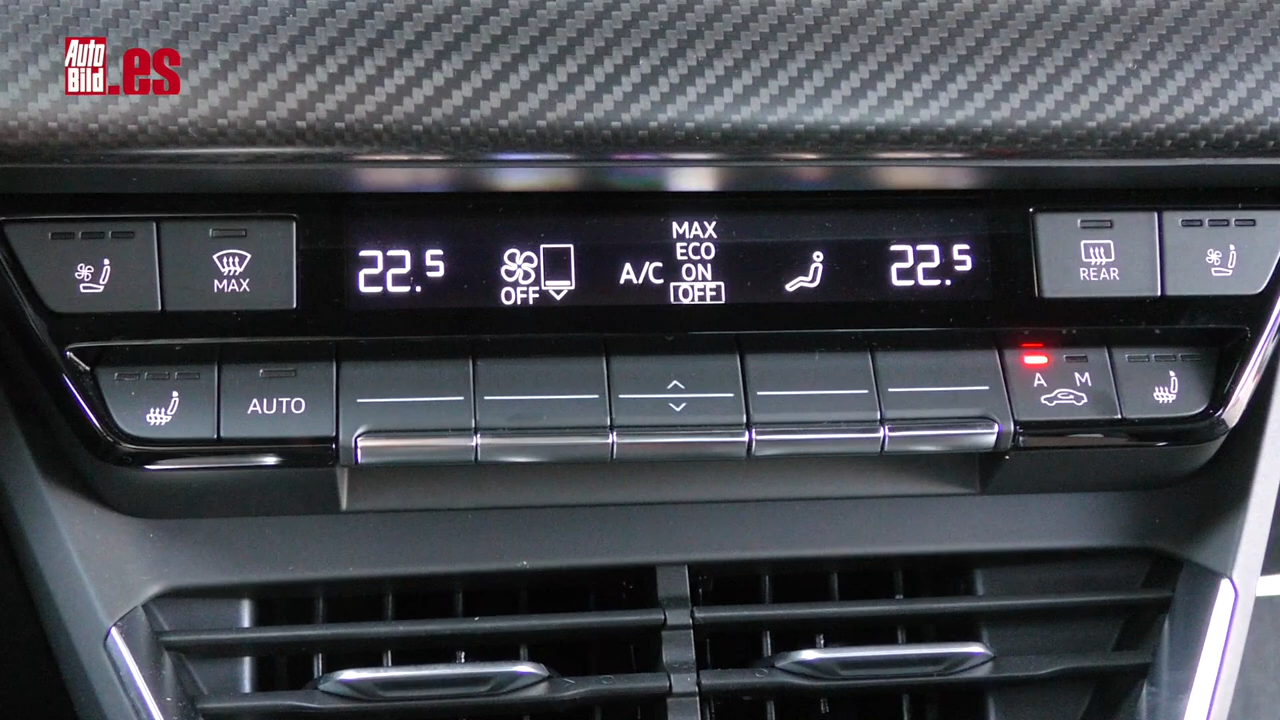 Auto
Bild.es
MAX
22.5
OFF
A/C
MAX
ECO
ON
OFF
22.5
REAR
AUTO
A M